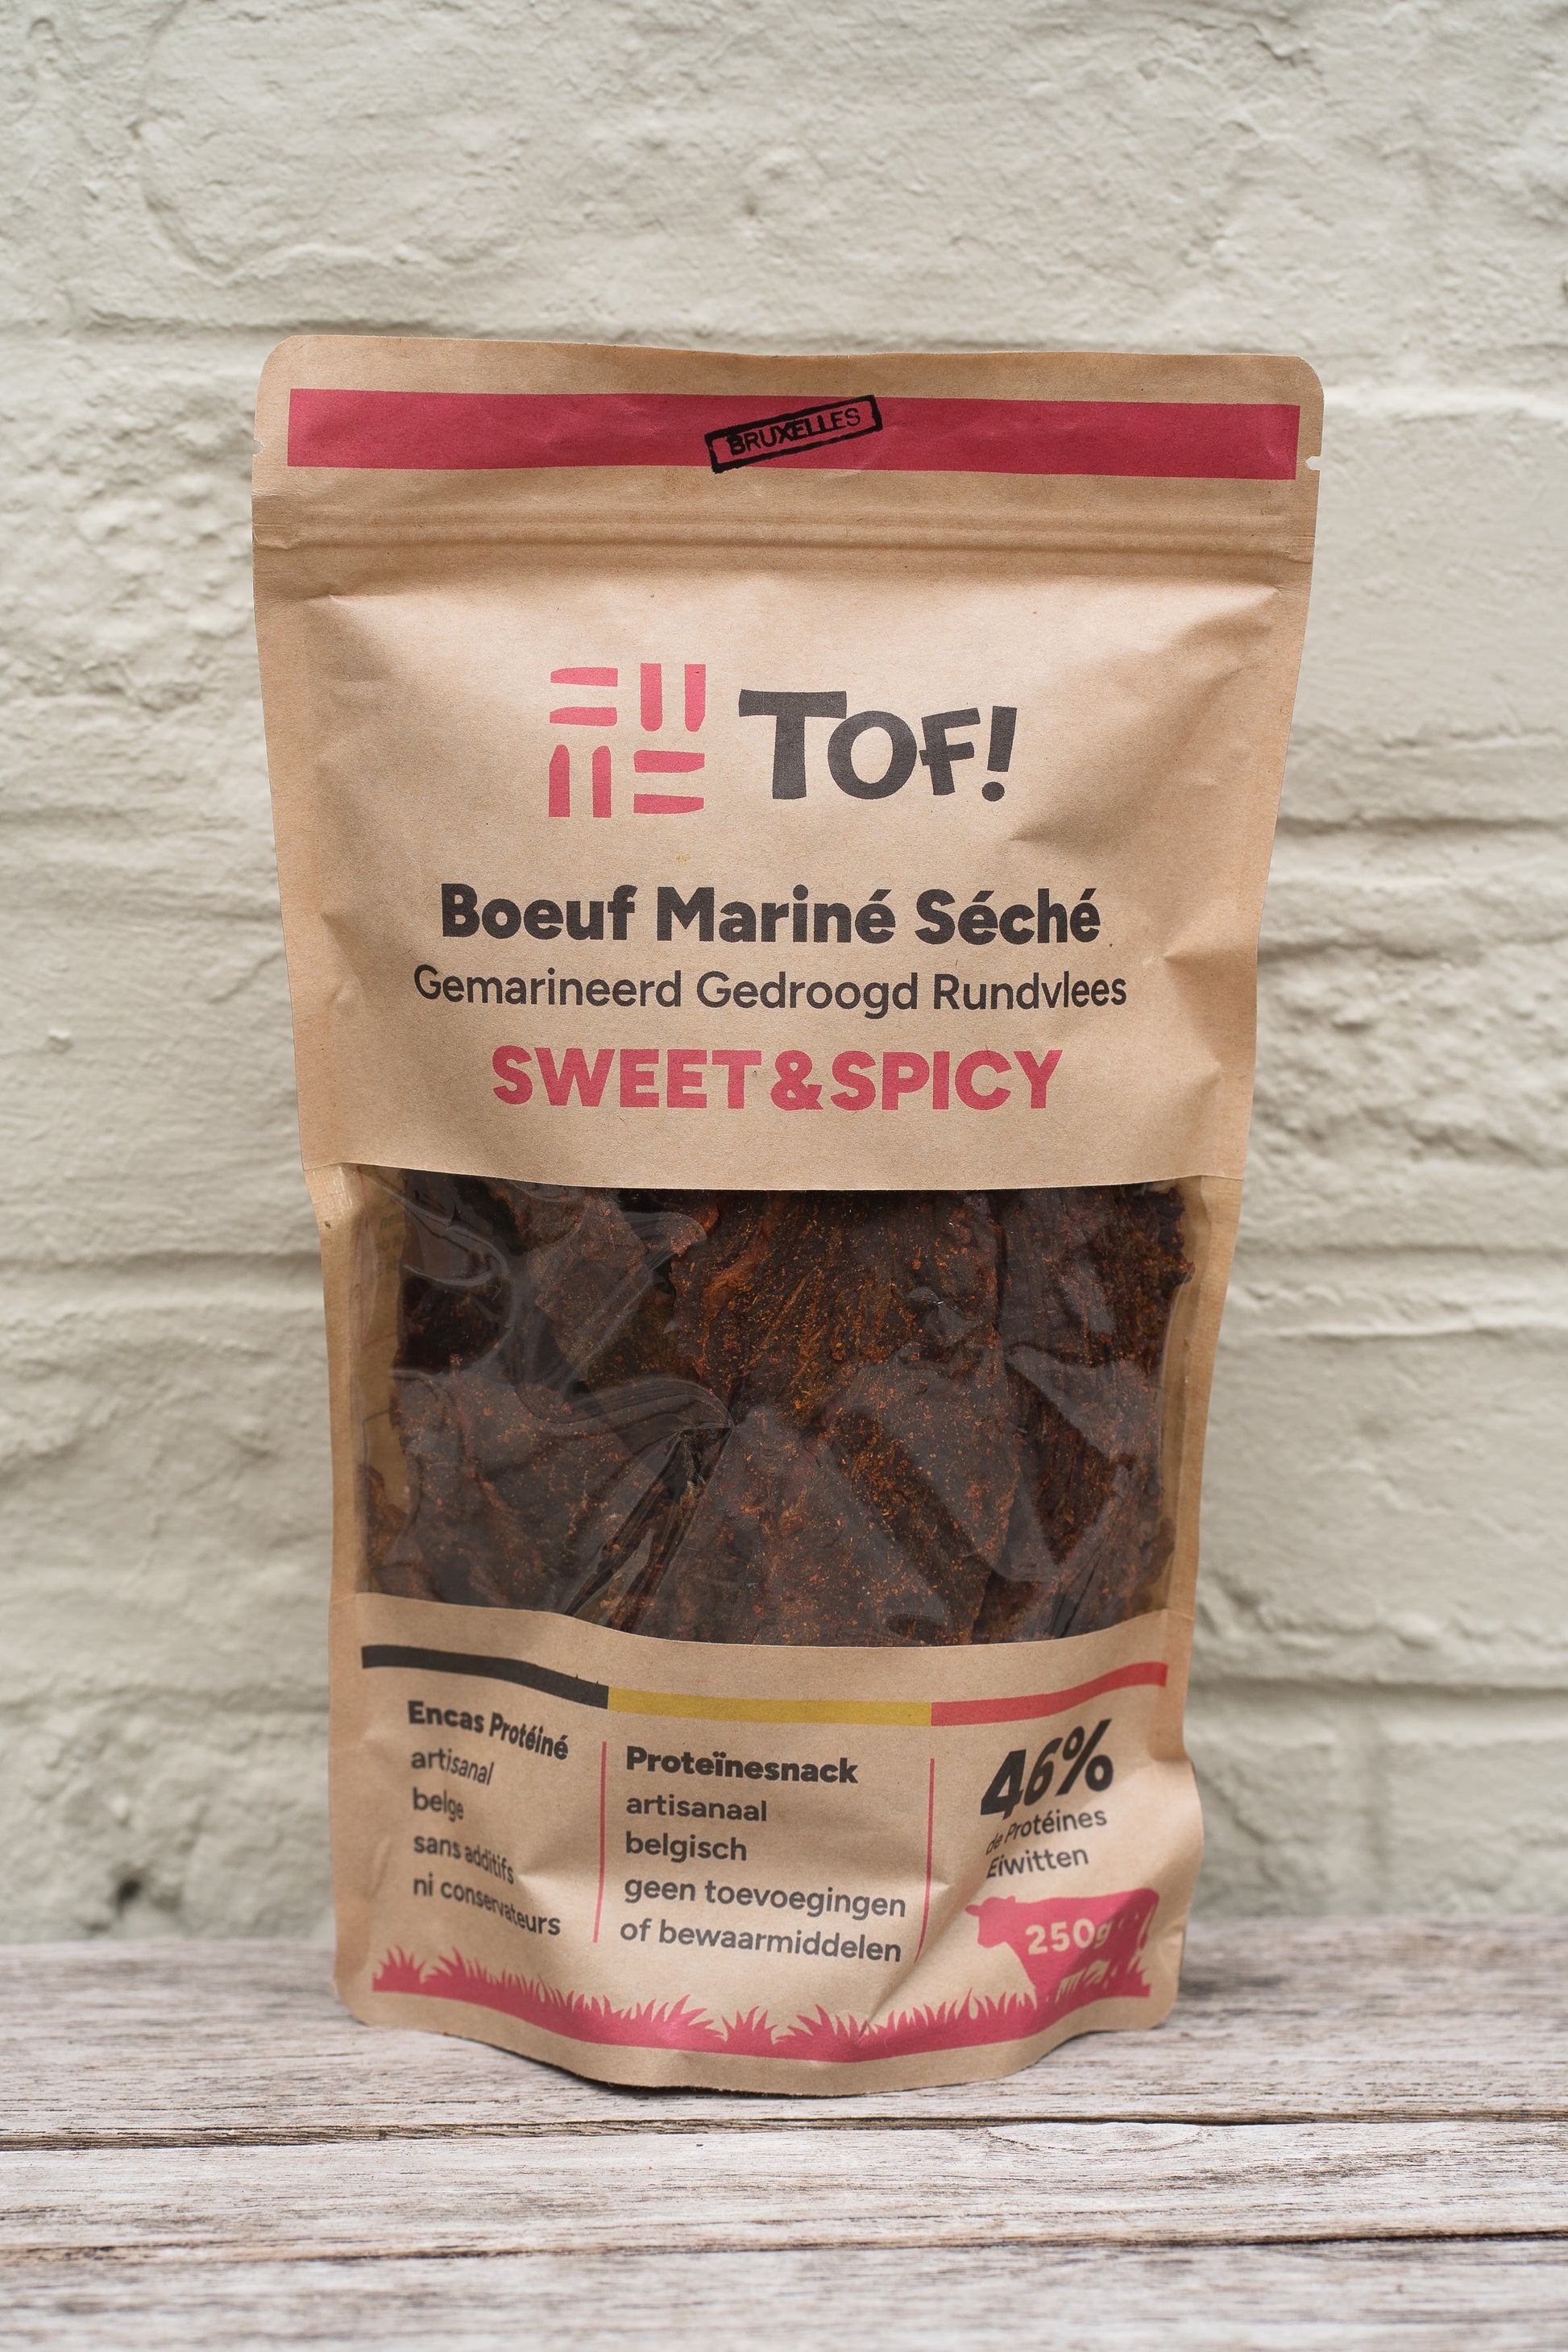 BRUXELLES
TOF!
Boeuf Mariné Séché
Gemarineerd Gedroogd Rundvlees
SWEET & SPICY
Encas Protéiné
artisanal
belge
sans additifs
ni conservateurs
Proteïnesnack
artisanaal
belgisch
geen toevoegingen
of bewaarmiddelen
46%
de Protéines
Eiwitten
250g